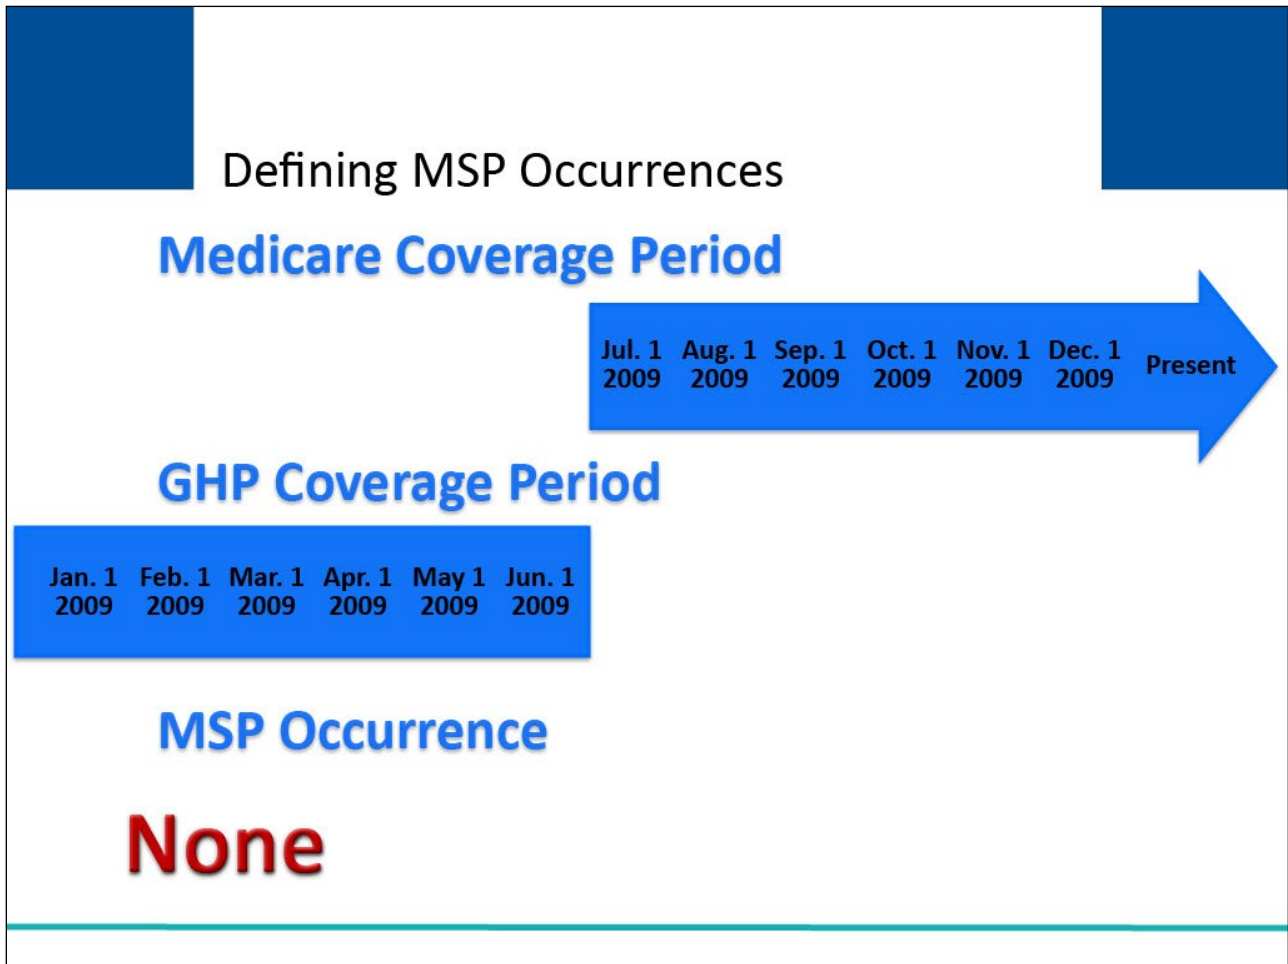 Defining MSP Occurrences
Medicare Coverage Period
Jul. 1 Aug. 1 Sep. 1 Oct. 1 Nov. 1 Dec. 1 Present
2009 2009 2009 2009 2009 2009
GHP Coverage Period
Jan. 1 Feb. 1 Mar. 1 Apr. 1 May 1 Jun. 1
2009 2009 2009 2009 2009 2009
MSP Occurrence
None